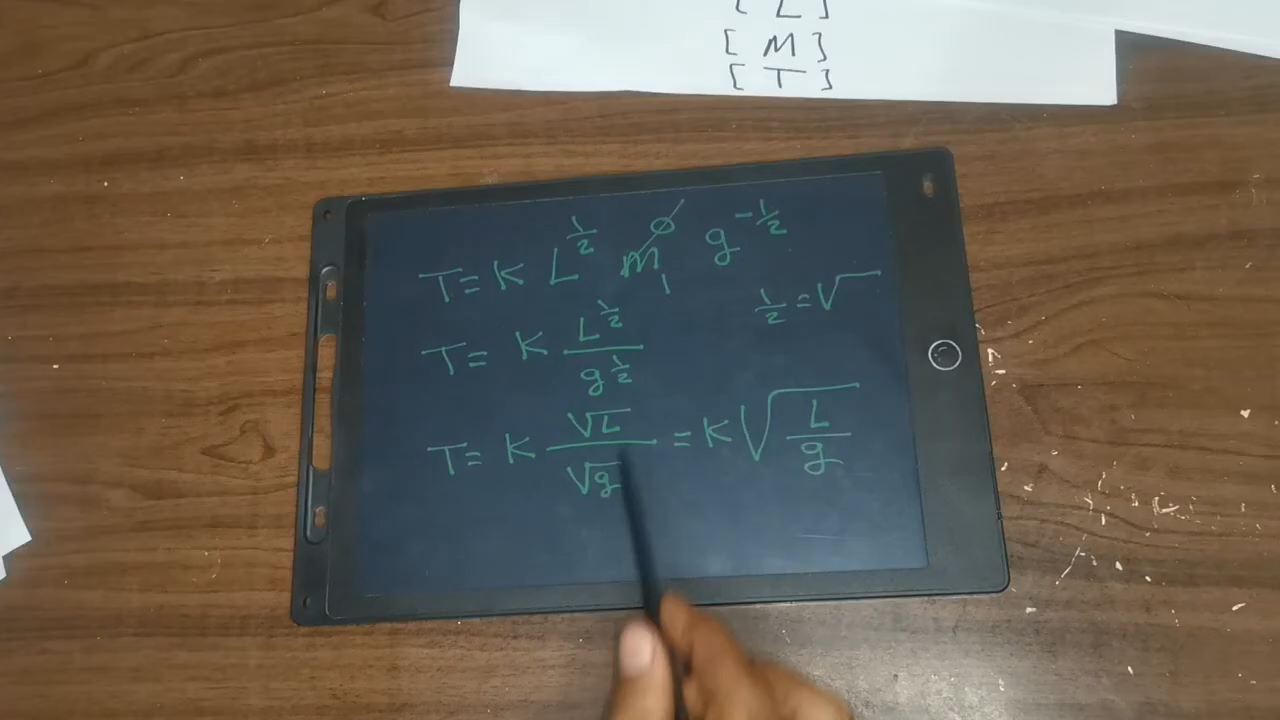 [ L ]
[ M ]
[ T ]
T = K L^½ m^0 g^-½
1
½ = √
T = K L^½ / g^½
T = K √L / √g = K √(L/g)